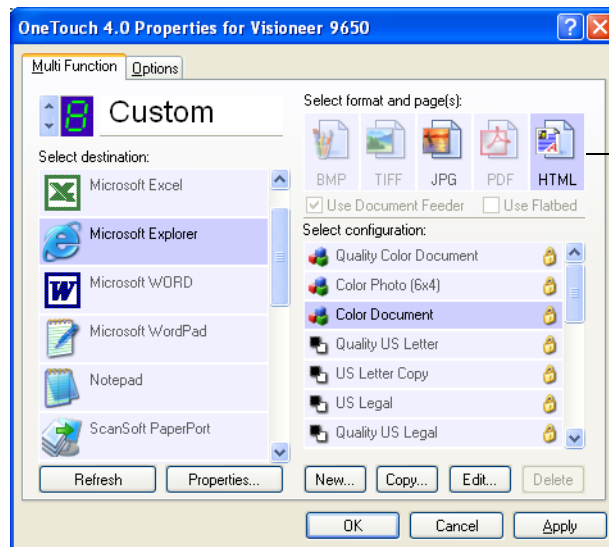 OneTouch 4.0 Properties for Visioneer 9650
Multi Function
Options
9
Custom
Select destination:
Microsoft Excel
Microsoft Explorer
Microsoft WORD
Microsoft WordPad
Notepad
ScanSoft PaperPort
Refresh
Properties...
Select format and page(s):
BMP TIFF JPG PDF HTML
Use Document Feeder Use Flatbed
Select configuration:
Quality Color Document
Color Photo (6x4)
Color Document
Quality US Letter
US Letter Copy
US Legal
Quality US Legal
New... Copy... Edit... Delete
OK Cancel Apply